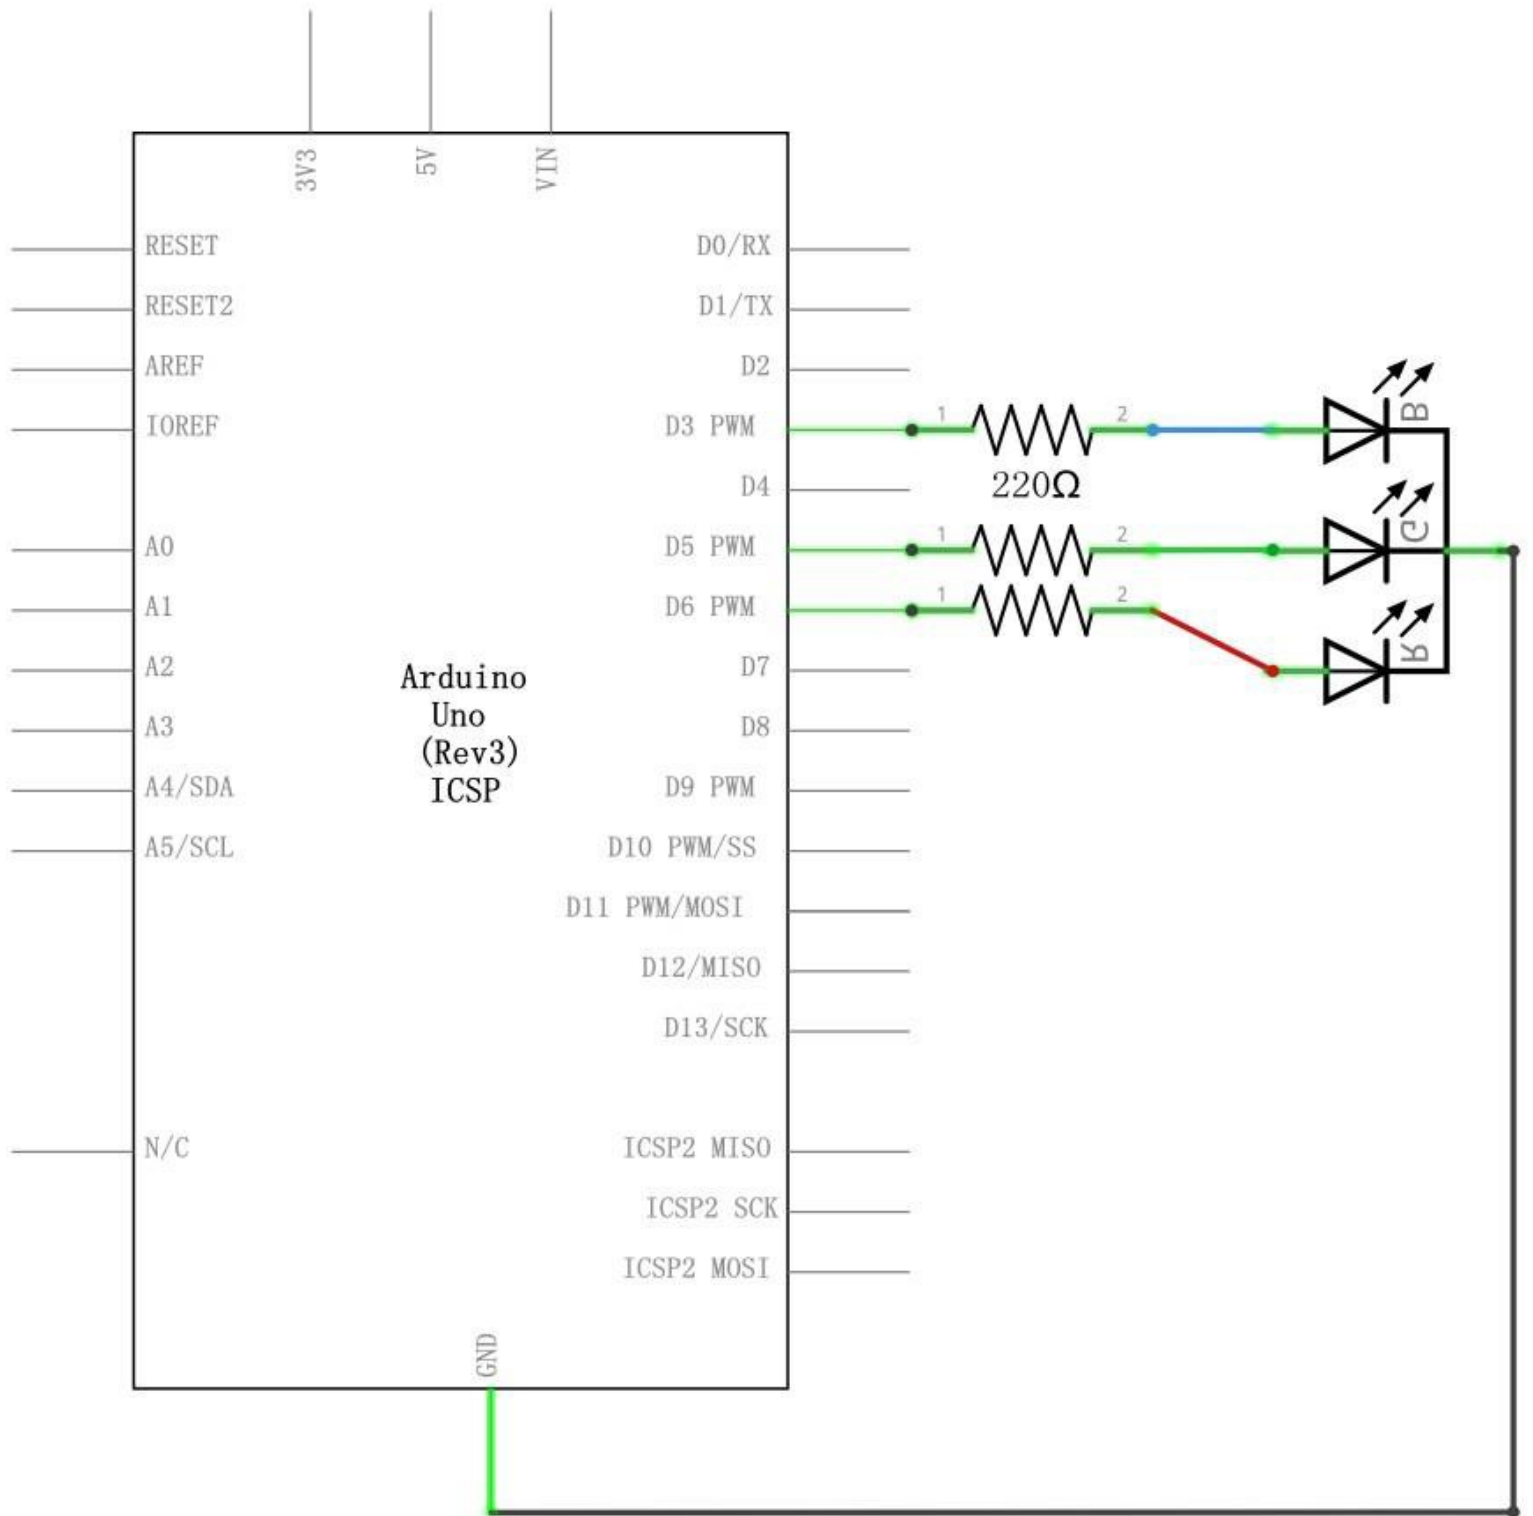 3V3
5V
VIN
RESET
RESET2
AREF
IOREF
A0
A1
A2
A3
A4/SDA
A5/SCL
N/C
Arduino
Uno
(Rev3)
ICSP
D0/RX
D1/TX
D2
D3 PWM
D4
D5 PWM
D6 PWM
D7
D8
D9 PWM
D10 PWM/SS
D11 PWM/MOSI
D12/MISO
D13/SCK
ICSP2 MISO
ICSP2 SCK
ICSP2 MOSI
GND
1 2
220Ω
1 2
1 2
B
G
R